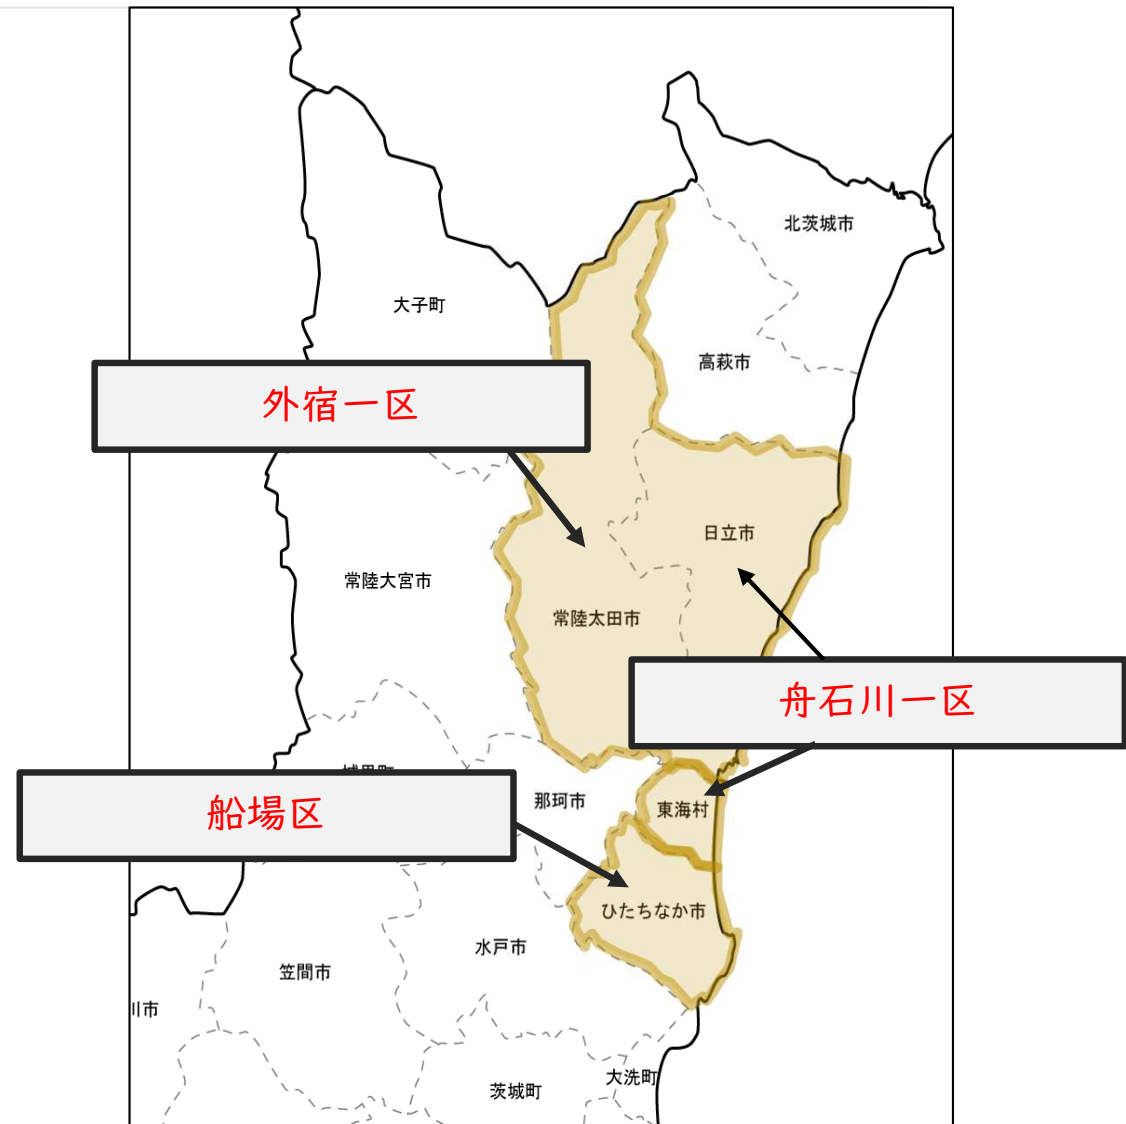 北茨城市
大子町
高萩市
外宿一区
日立市
常陸大宮市
常陸太田市
舟石川一区
那珂市
東海村
船場区
ひたちなか市
水戸市
笠間市
川市
大洗町
茨城町